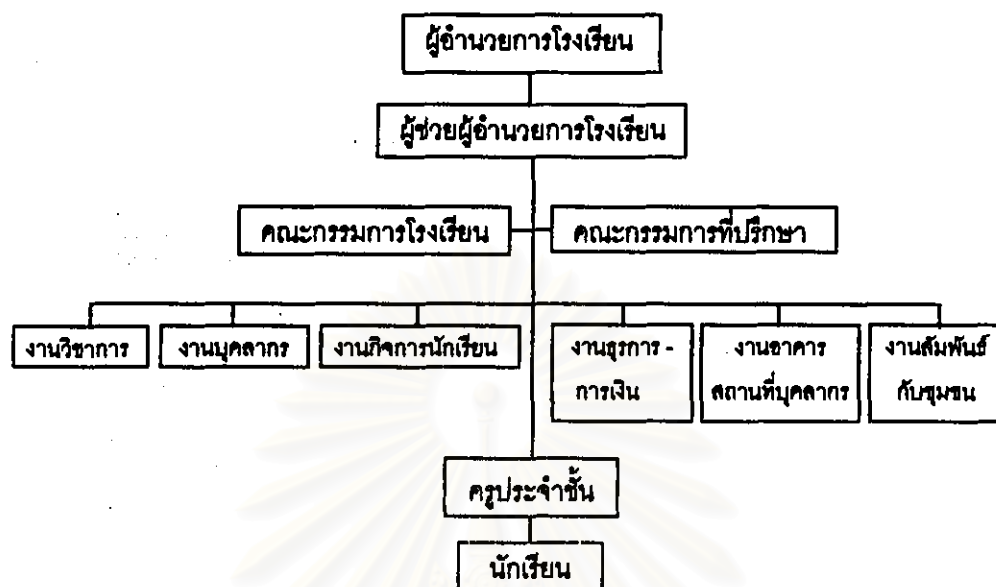 ผู้อำนวยการโรงเรียน
ผู้ช่วยผู้อำนวยการโรงเรียน
คณะกรรมการโรงเรียน
คณะกรรมการที่ปรึกษา
งานวิชาการ
งานบุคลากร
งานกิจการนักเรียน
งานธุรการ -
การเงิน
งานอาคาร
สถานที่บุคลากร
งานสัมพันธ์
กับชุมชน
ครูประจำชั้น
นักเรียน